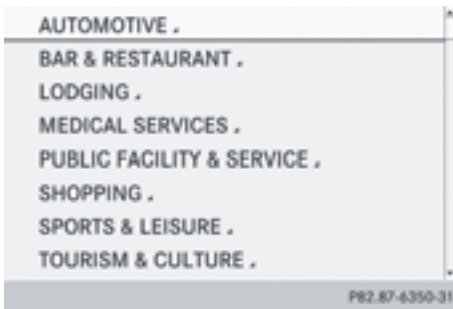 AUTOMOTIVE
BAR & RESTAURANT
LODGING
MEDICAL SERVICES
PUBLIC FACILITY & SERVICE
SHOPPING
SPORTS & LEISURE
TOURISM & CULTURE
P82.87-6350-31